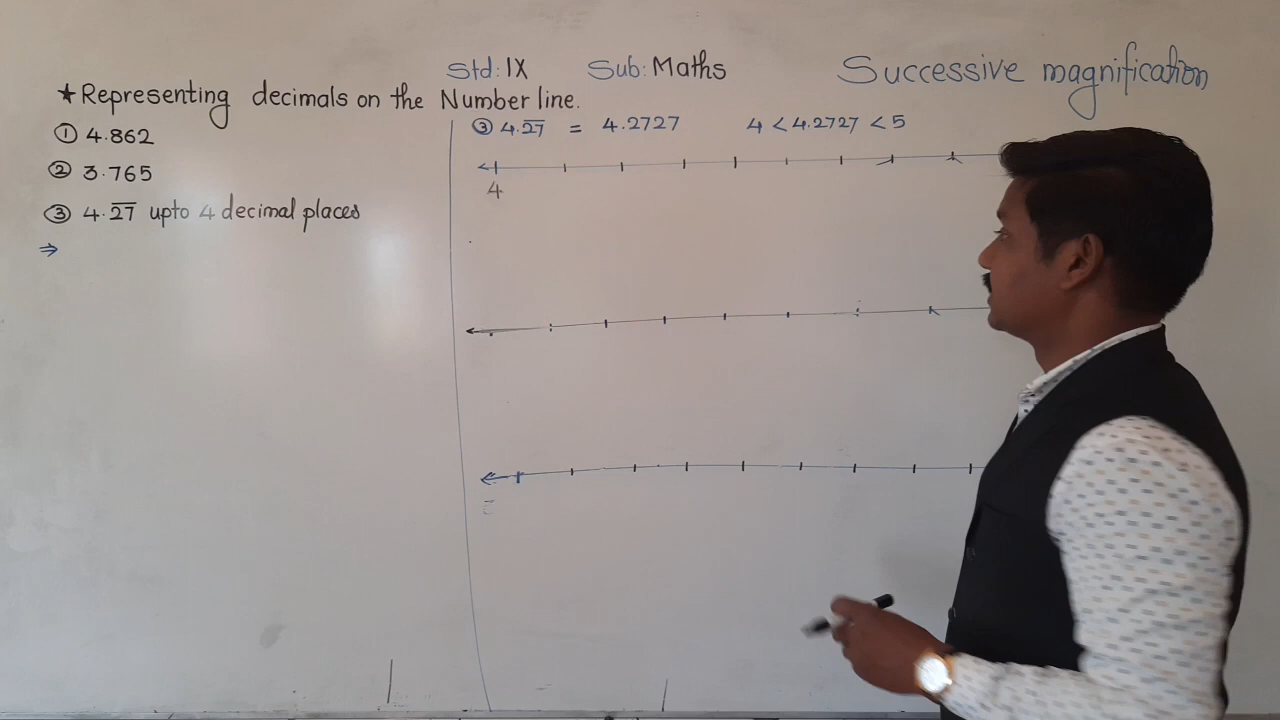 Std: IX Sub: Maths Successive magnification
★Representing decimals on the Number line.
① 4.862
② 3.765
③ 4.2̅7̅ upto 4 decimal places
⇒
③ 4.2̅7̅ = 4.2727 4 < 4.2727 < 5
4